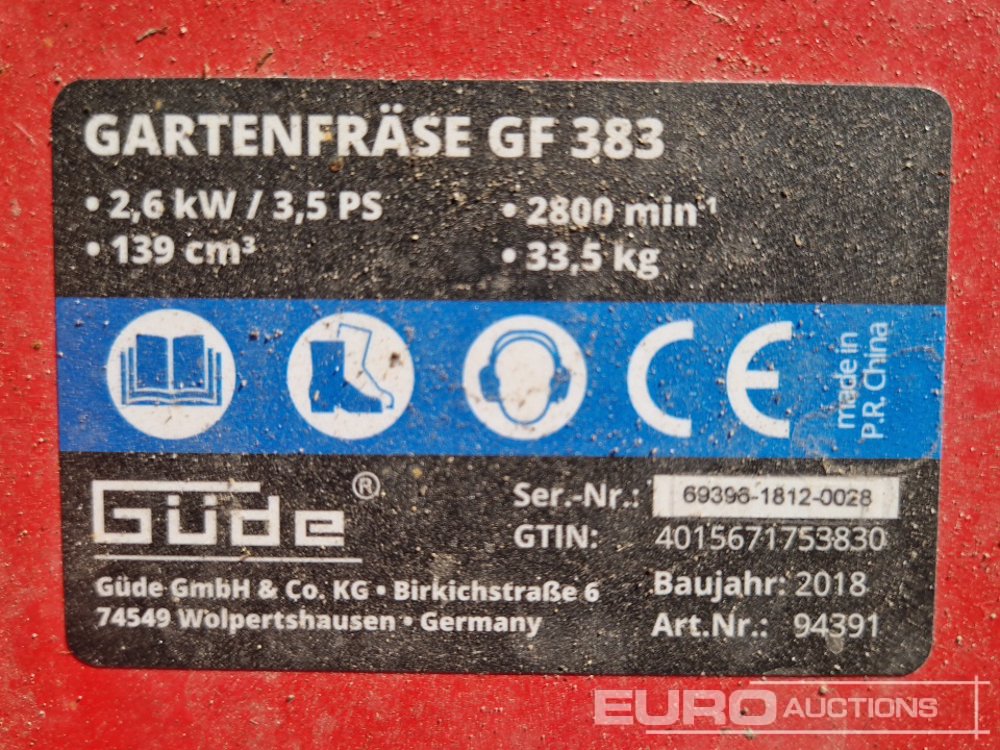 GARTENFRÄSE GF 383
• 2,6 kW / 3,5 PS • 2800 min⁻¹
• 139 cm³ • 33,5 kg
CE
made in
P.R. China
Güde®
Güde GmbH & Co. KG • Birkichstraße 6
74549 Wolpertshausen • Germany
Ser.-Nr.: 69396-1812-0028
GTIN: 4015671753830
Baujahr: 2018
Art.Nr.: 94391
EURO AUCTIONS